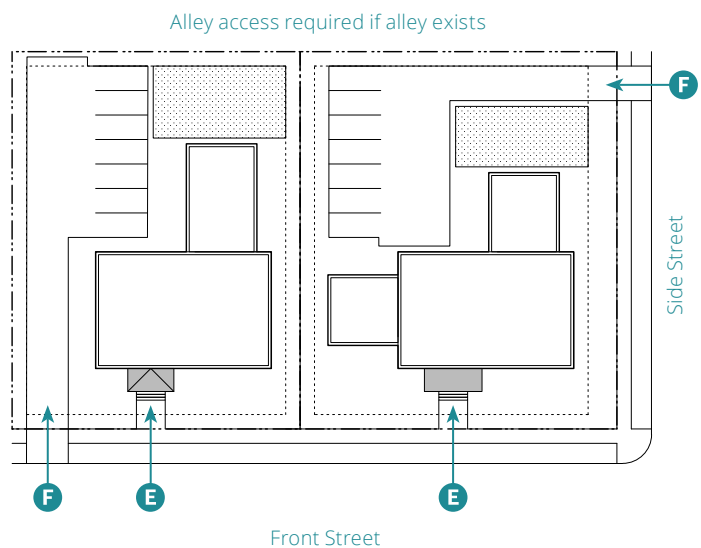 Alley access required if alley exists
F
Side Street
F
E
E
Front Street